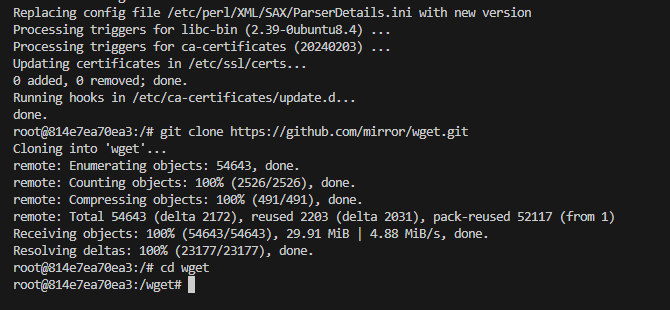 Replacing config file /etc/perl/XML/SAX/ParserDetails.ini with new version
Processing triggers for libc-bin (2.39-0ubuntu8.4) ...
Processing triggers for ca-certificates (20240203) ...
Updating certificates in /etc/ssl/certs...
0 added, 0 removed; done.
Running hooks in /etc/ca-certificates/update.d...
done.
root@814e7ea70ea3:/# git clone https://github.com/mirror/wget.git
Cloning into 'wget'...
remote: Enumerating objects: 54643, done.
remote: Counting objects: 100% (2526/2526), done.
remote: Compressing objects: 100% (491/491), done.
remote: Total 54643 (delta 2172), reused 2203 (delta 2031), pack-reused 52117 (from 1)
Receiving objects: 100% (54643/54643), 29.91 MiB | 4.88 MiB/s, done.
Resolving deltas: 100% (23177/23177), done.
root@814e7ea70ea3:/# cd wget
root@814e7ea70ea3:/wget#